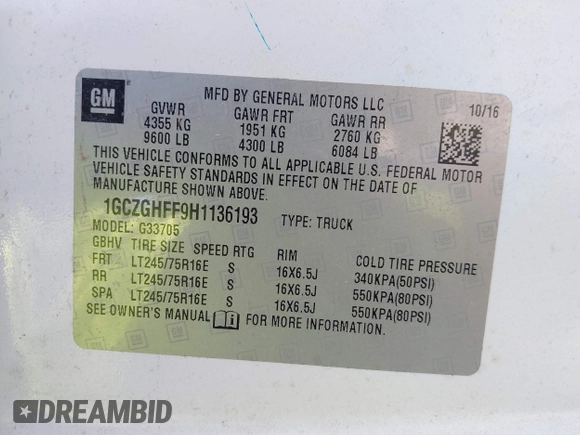 GM
MFD BY GENERAL MOTORS LLC
10/16
GVWR GAWR FRT GAWR RR
4355 KG 1951 KG 2760 KG
9600 LB 4300 LB 6084 LB
THIS VEHICLE CONFORMS TO ALL APPLICABLE U.S. FEDERAL MOTOR
VEHICLE SAFETY STANDARDS IN EFFECT ON THE DATE OF
MANUFACTURE SHOWN ABOVE.
1GCZGHFF9H1136193 TYPE: TRUCK
MODEL: G33705
GBHV TIRE SIZE SPEED RTG RIM COLD TIRE PRESSURE
FRT LT245/75R16E S 16X6.5J 340KPA(50PSI)
RR LT245/75R16E S 16X6.5J 550KPA(80PSI)
SPA LT245/75R16E S 16X6.5J 550KPA(80PSI)
SEE OWNER'S MANUAL FOR MORE INFORMATION.
DREAMBID